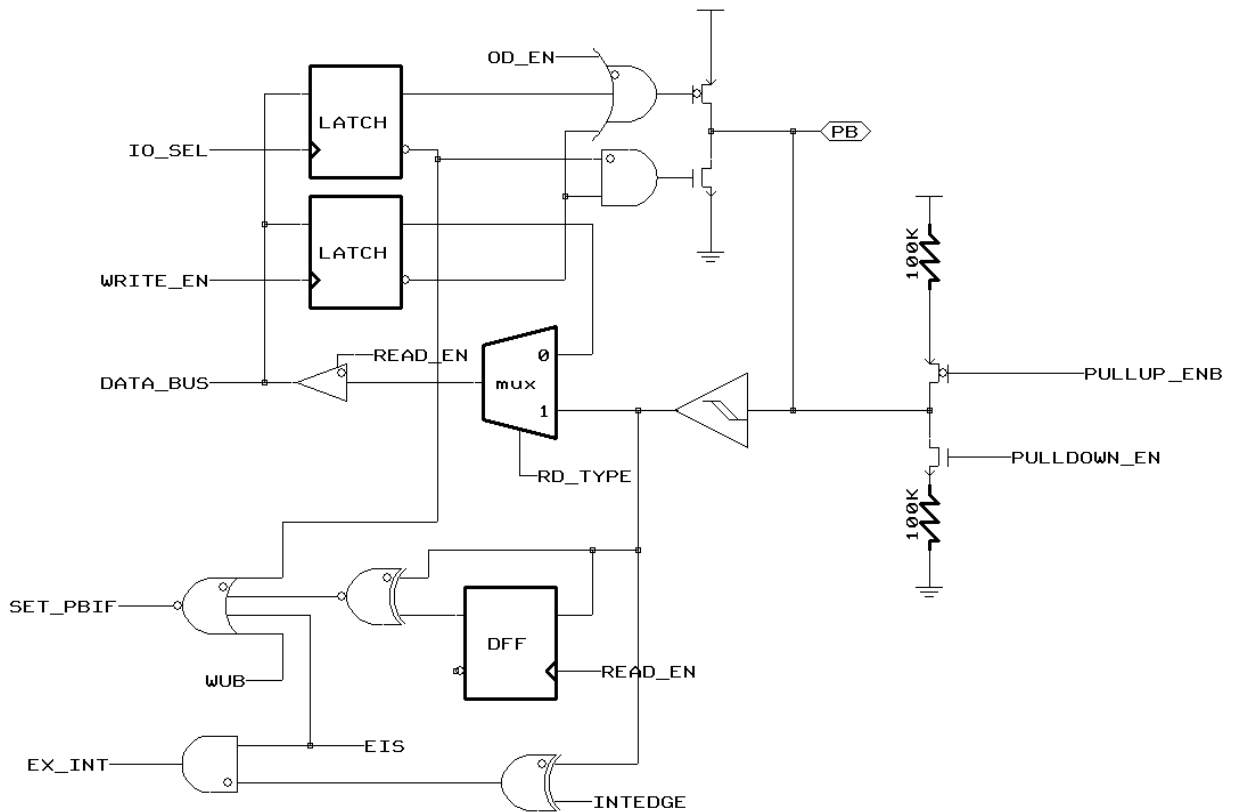 OD_EN
LATCH
PB
IO_SEL
100K
LATCH
WRITE_EN
0
READ_EN
DATA_BUS
mux
PULLUP_ENB
1
PULLDOWN_EN
RD_TYPE
100K
SET_PBIF
DFF
READ_EN
WUB
EIS
EX_INT
INTEDGE